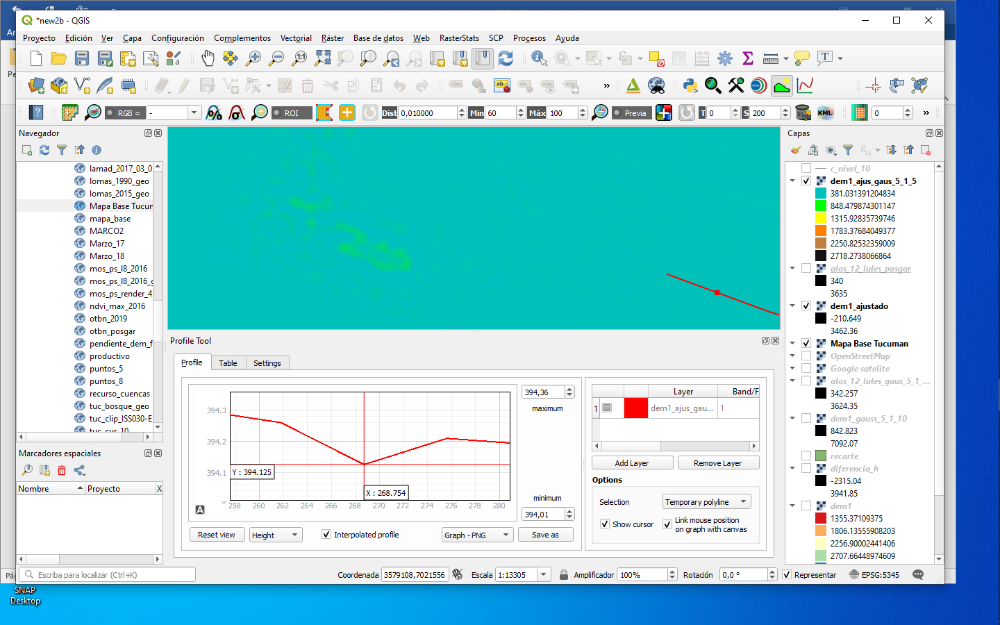 *new2b - QGIS
Proyecto Edición Ver Capa Configuración Complementos Vectorial Ráster Base de datos Web RasterStats SCP Procesos Ayuda
RGB = - ROI Dist 0,010000 Min 60 Máx 100 Previa T 0 S 200 KML 0 »
Navegador
lamad_2017_03_0
lomas_1990_geo
lomas_2015_geo
Mapa Base Tucum
mapa_base
MARCO2
Marzo_17
Marzo_18
mos_ps_l8_2016
mos_ps_l8_2016_g
mos_ps_render_4
ndvi_max_2016
otbn_2019
otbn_posgar
pendiente_dem_f
productivo
puntos_5
puntos_8
recurso_cuencas
tuc_bosque_geo
tuc_clip_ISS030-E
tuc_cur_10
Marcadores espaciales
Nombre Proyecto X
Profile Tool
Profile Table Settings
394.3
394.2
394.1
Y : 394.125
X : 268.754
258 260 262 264 266 268 270 272 274 276 278 280
A
394,36
maximum
minimum
394,01
Reset view Height Interpolated profile Graph - PNG Save as
Layer Band/F
1 dem1_ajus_gau... 1
Add Layer Remove Layer
Options
Selection Temporary polyline
Show cursor Link mouse position on graph with canvas
Capas
c_nivel_10
dem1_ajus_gaus_5_1_5
381.031391204834
848.479874301147
1315.92835739746
1783.37684049377
2250.82532359009
2718.2738066864
alos_12_lules_posgar
340
3635
dem1_ajustado
-210.649
3462.36
Mapa Base Tucuman
OpenStreetMap
Google satelite
alos_12_lules_gaus_5_1_...
342.257
3624.35
dem1_gauss_5_1_10
842.823
7092.07
recorte
diferencia_h
-2315.04
3941.85
dem1
1355.37109375
1806.13555908203
2256.90002441406
2707.66448974609
Escriba para localizar (Ctrl+K) Coordenada 3579108,7021556 Escala 1:13305 Amplificador 100% Rotación 0,0 ° Representar EPSG:5345
SNAP
Desktop